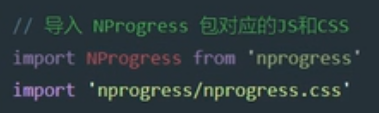 // 导入 NProgress 包对应的JS和CSS
import NProgress from 'nprogress'
import 'nprogress/nprogress.css'